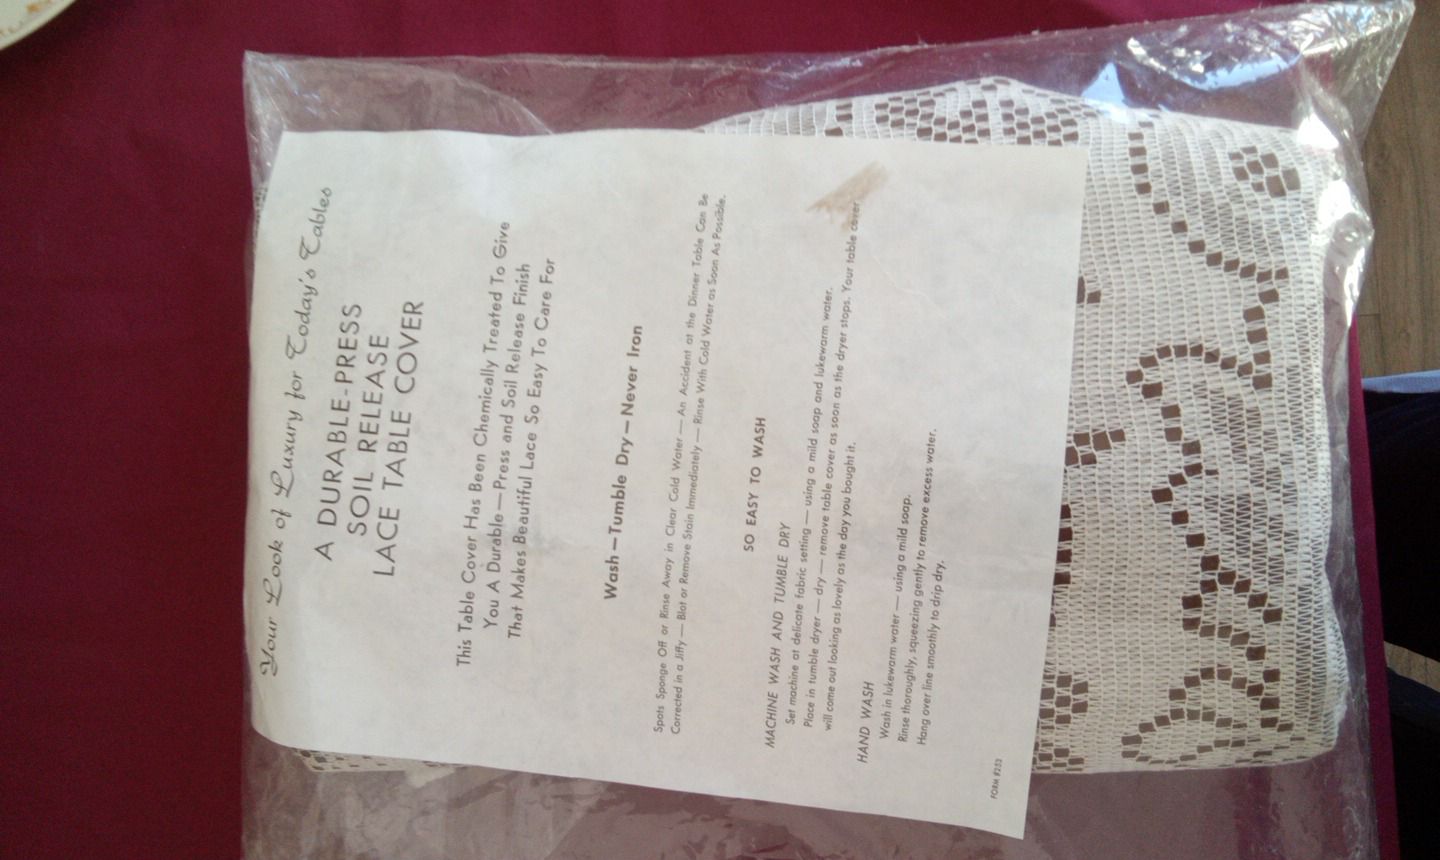 Your Look of Luxury for Today's Tables
A DURABLE-PRESS
SOIL RELEASE
LACE TABLE COVER
This Table Cover Has Been Chemically Treated To Give
You A Durable — Press and Soil Release Finish
That Makes Beautiful Lace So Easy To Care For
Wash — Tumble Dry — Never Iron
Spots Sponge Off or Rinse Away in Clear Cold Water — An Accident at the Dinner Table Can Be
Corrected in a Jiffy — Blot or Remove Stain Immediately — Rinse With Cold Water as Soon As Possible.
SO EASY TO WASH
MACHINE WASH AND TUMBLE DRY
Set machine at delicate fabric setting — using a mild soap and lukewarm water.
Place in tumble dryer — dry — remove table cover as soon as the dryer stops. Your table cover
will come out looking as lovely as the day you bought it.
HAND WASH
Wash in lukewarm water — using a mild soap.
Rinse thoroughly, squeezing gently to remove excess water.
Hang over line smoothly to drip dry.
FORM #253